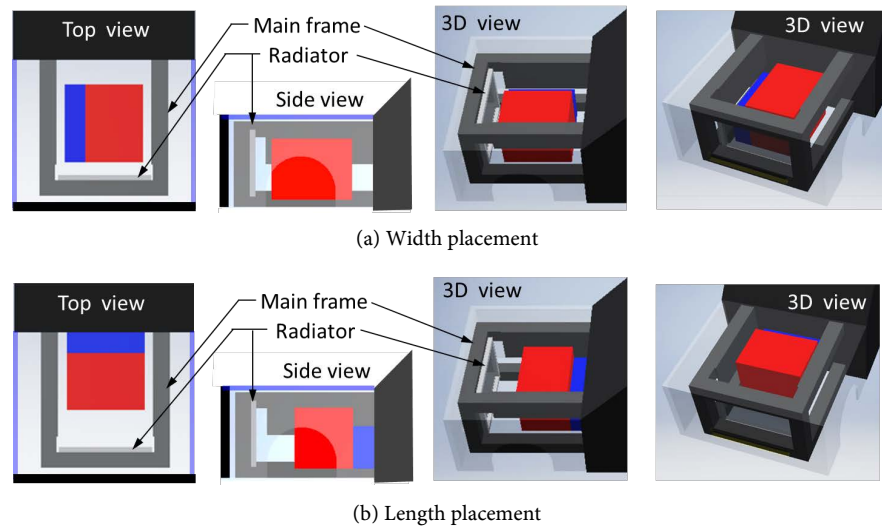 Top view
Main frame
Radiator
Side view
3D view
3D view
(a) Width placement
Top view
Main frame
Radiator
Side view
3D view
3D view
(b) Length placement